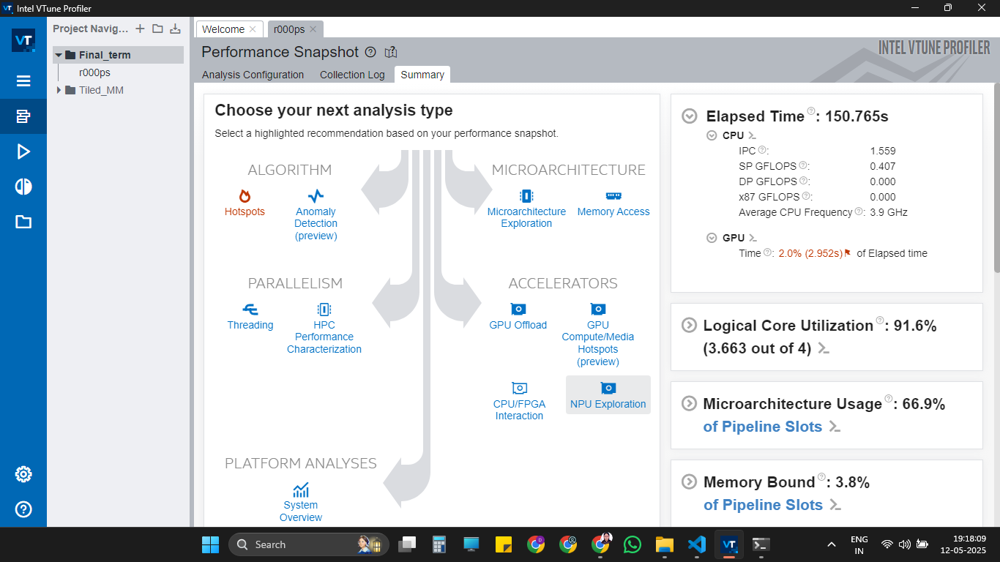 VT Intel VTune Profiler
VT
Project Navig...
Final_term
r000ps
Tiled_MM
Welcome
r000ps
Performance Snapshot
INTEL VTUNE PROFILER
Analysis Configuration
Collection Log
Summary
Choose your next analysis type
Select a highlighted recommendation based on your performance snapshot.
ALGORITHM
Hotspots
Anomaly
Detection
(preview)
MICROARCHITECTURE
Microarchitecture
Exploration
Memory Access
PARALLELISM
Threading
HPC
Performance
Characterization
ACCELERATORS
GPU Offload
GPU
Compute/Media
Hotspots
(preview)
CPU/FPGA
Interaction
NPU Exploration
PLATFORM ANALYSES
System
Overview
Elapsed Time ?: 150.765s
CPU
IPC ?: 1.559
SP GFLOPS ?: 0.407
DP GFLOPS ?: 0.000
x87 GFLOPS ?: 0.000
Average CPU Frequency ?: 3.9 GHz
GPU
Time ?: 2.0% (2.952s) of Elapsed time
Logical Core Utilization ?: 91.6%
(3.663 out of 4)
Microarchitecture Usage ?: 66.9%
of Pipeline Slots
Memory Bound ?: 3.8%
of Pipeline Slots
Search
D
VT
ENG
IN
19:18:09
12-05-2025